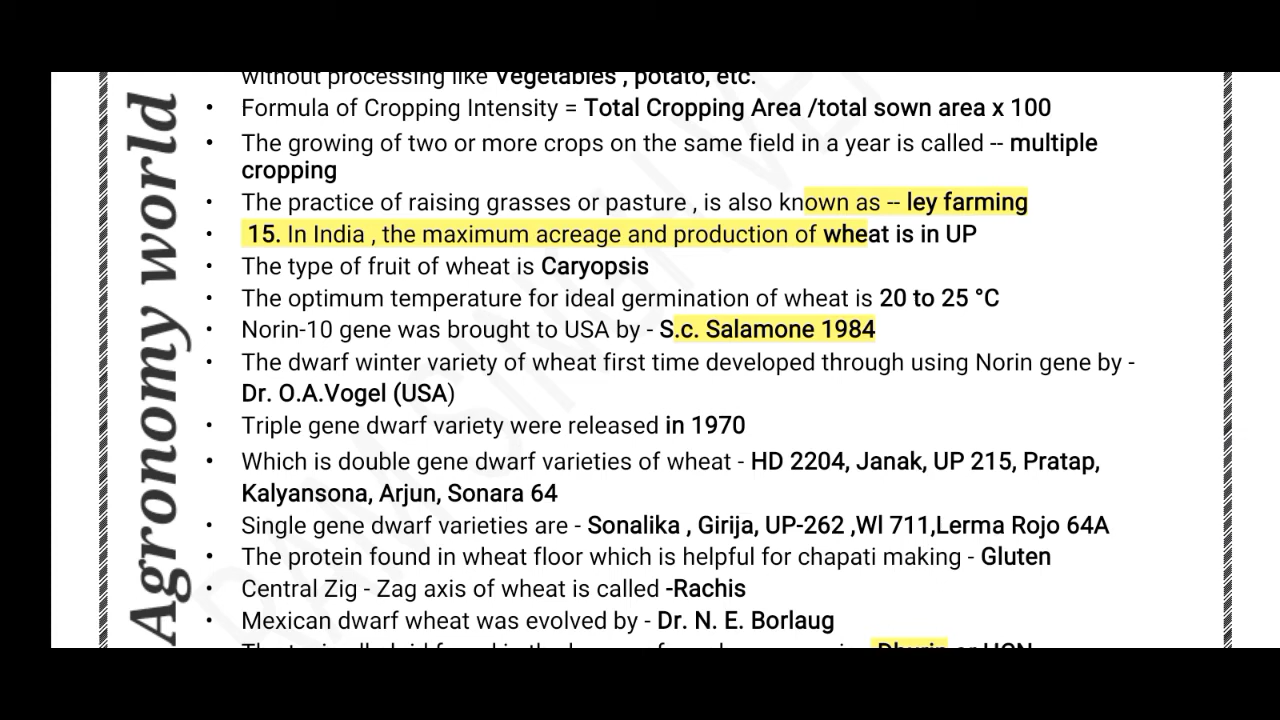 without processing like Vegetables , potato, etc.
• Formula of Cropping Intensity = Total Cropping Area /total sown area x 100
• The growing of two or more crops on the same field in a year is called -- multiple
cropping
• The practice of raising grasses or pasture , is also known as -- ley farming
• 15. In India , the maximum acreage and production of wheat is in UP
• The type of fruit of wheat is Caryopsis
• The optimum temperature for ideal germination of wheat is 20 to 25 °C
• Norin-10 gene was brought to USA by - S.c. Salamone 1984
• The dwarf winter variety of wheat first time developed through using Norin gene by -
Dr. O.A.Vogel (USA)
• Triple gene dwarf variety were released in 1970
• Which is double gene dwarf varieties of wheat - HD 2204, Janak, UP 215, Pratap,
Kalyansona, Arjun, Sonara 64
• Single gene dwarf varieties are - Sonalika , Girija, UP-262 ,Wl 711,Lerma Rojo 64A
• The protein found in wheat floor which is helpful for chapati making - Gluten
• Central Zig - Zag axis of wheat is called -Rachis
• Mexican dwarf wheat was evolved by - Dr. N. E. Borlaug
Dhurin or HCN
Agronomy world